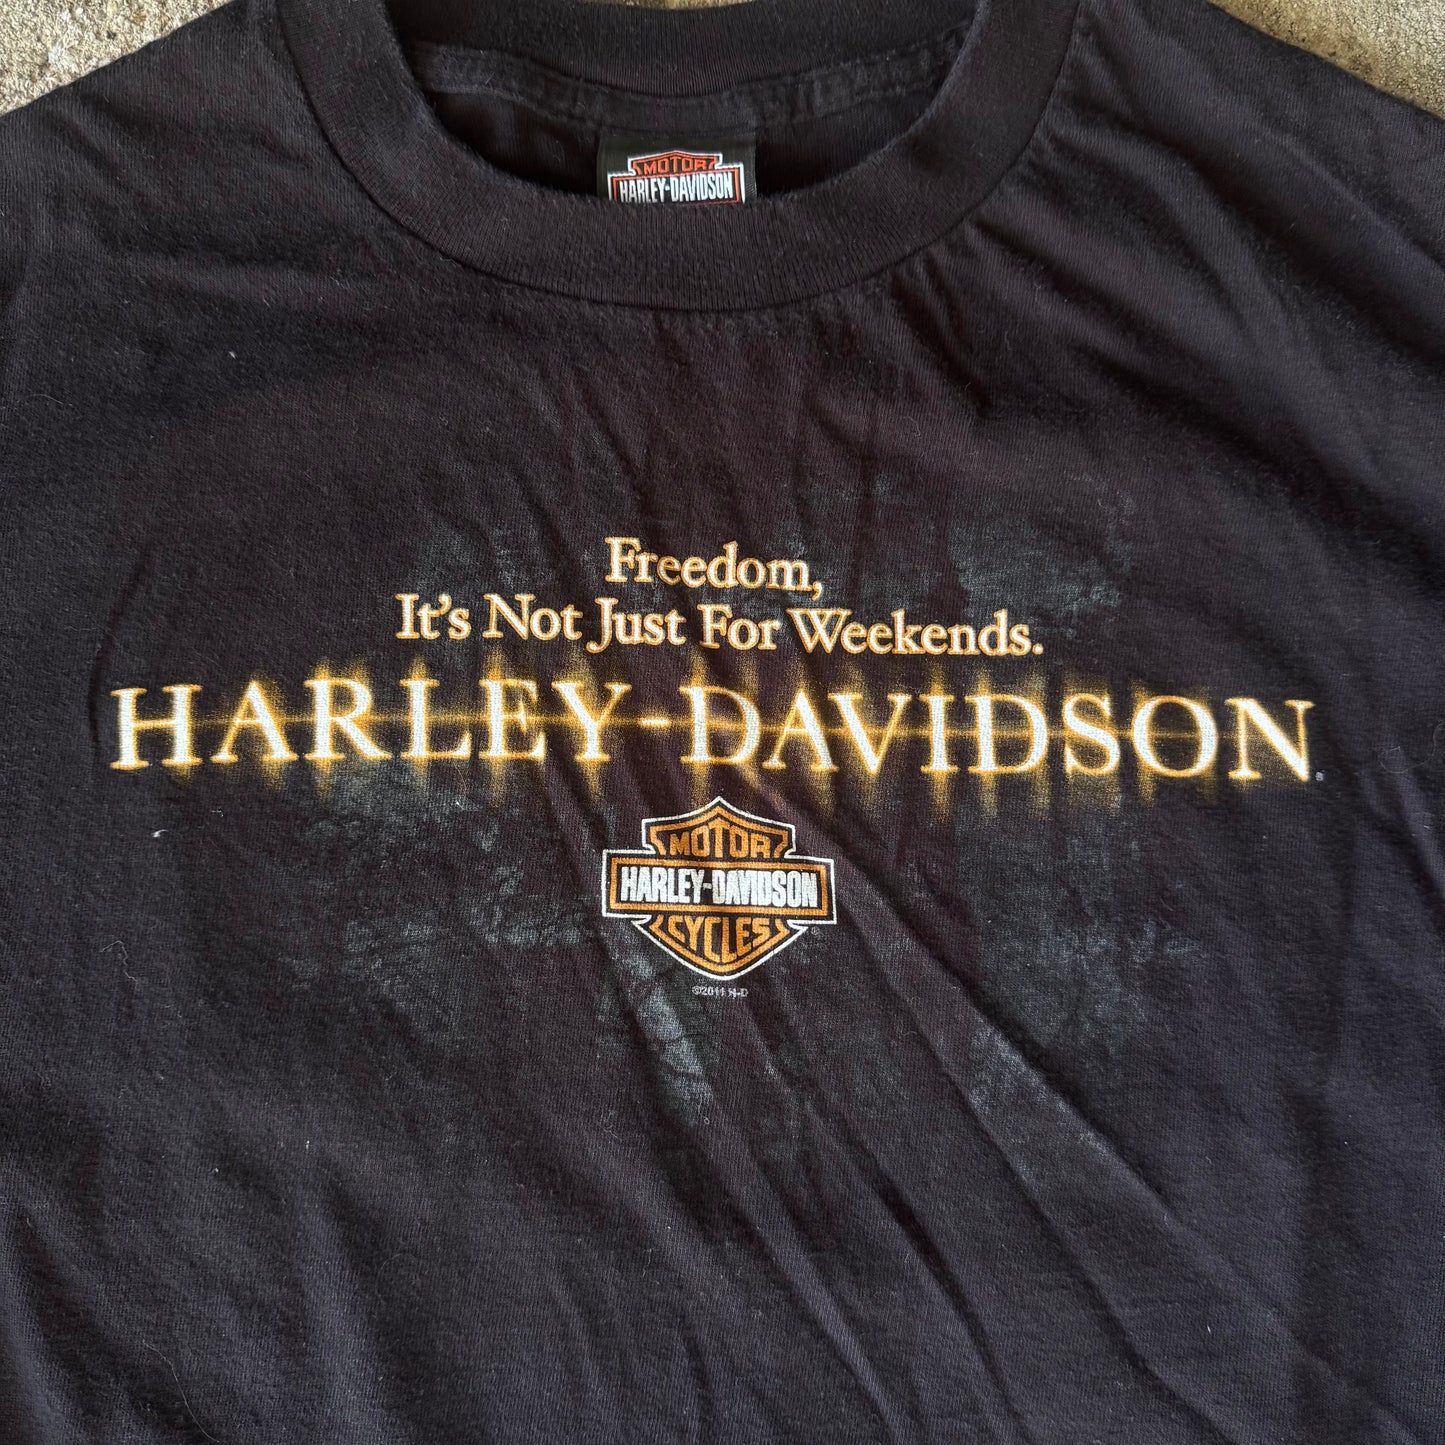 MOTOR
HARLEY-DAVIDSON
Freedom,
It's Not Just For Weekends.
HARLEY-DAVIDSON
®
MOTOR
HARLEY-DAVIDSON
CYCLES
©2011 H-D